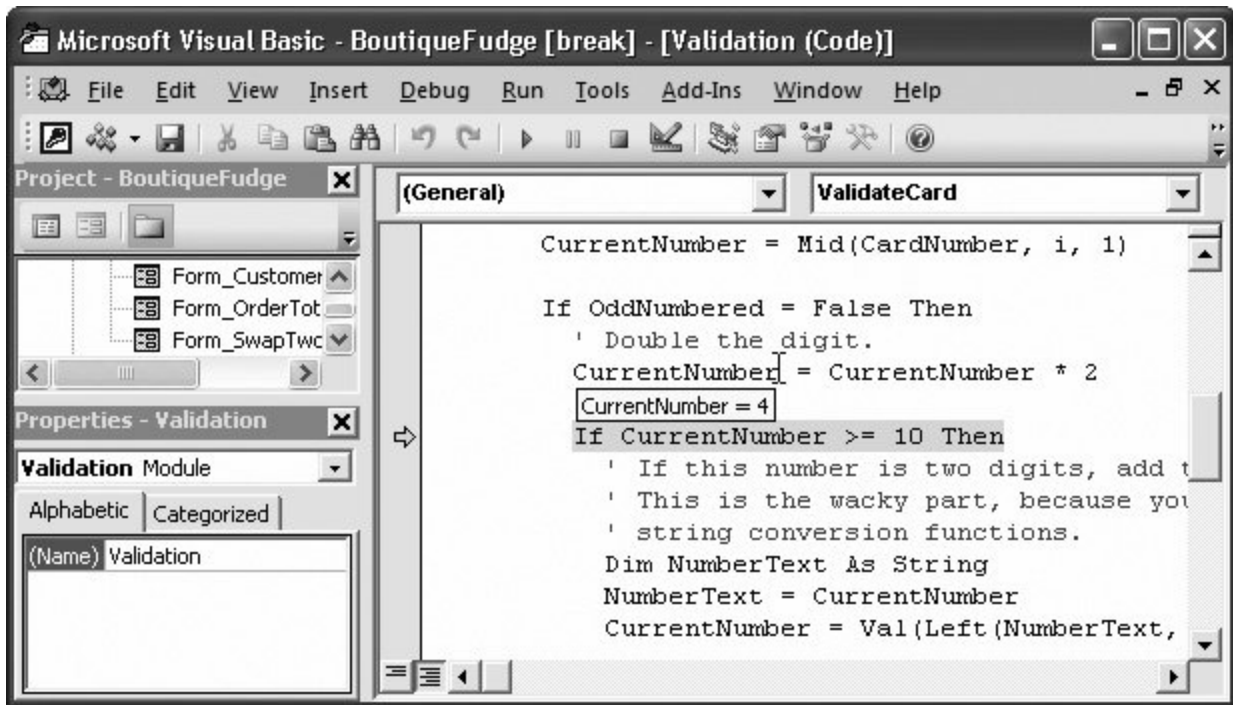 Microsoft Visual Basic - BoutiqueFudge [break] - [Validation (Code)]
File Edit View Insert Debug Run Tools Add-Ins Window Help
Project - BoutiqueFudge
Form_Customer
Form_OrderTot
Form_SwapTwo
Properties - Validation
Validation Module
Alphabetic Categorized
(Name) Validation
(General) ValidateCard
CurrentNumber = Mid(CardNumber, i, 1)
If OddNumbered = False Then
' Double the digit.
CurrentNumber = CurrentNumber * 2
CurrentNumber = 4
If CurrentNumber >= 10 Then
' If this number is two digits, add t
' This is the wacky part, because you
' string conversion functions.
Dim NumberText As String
NumberText = CurrentNumber
CurrentNumber = Val(Left(NumberText,